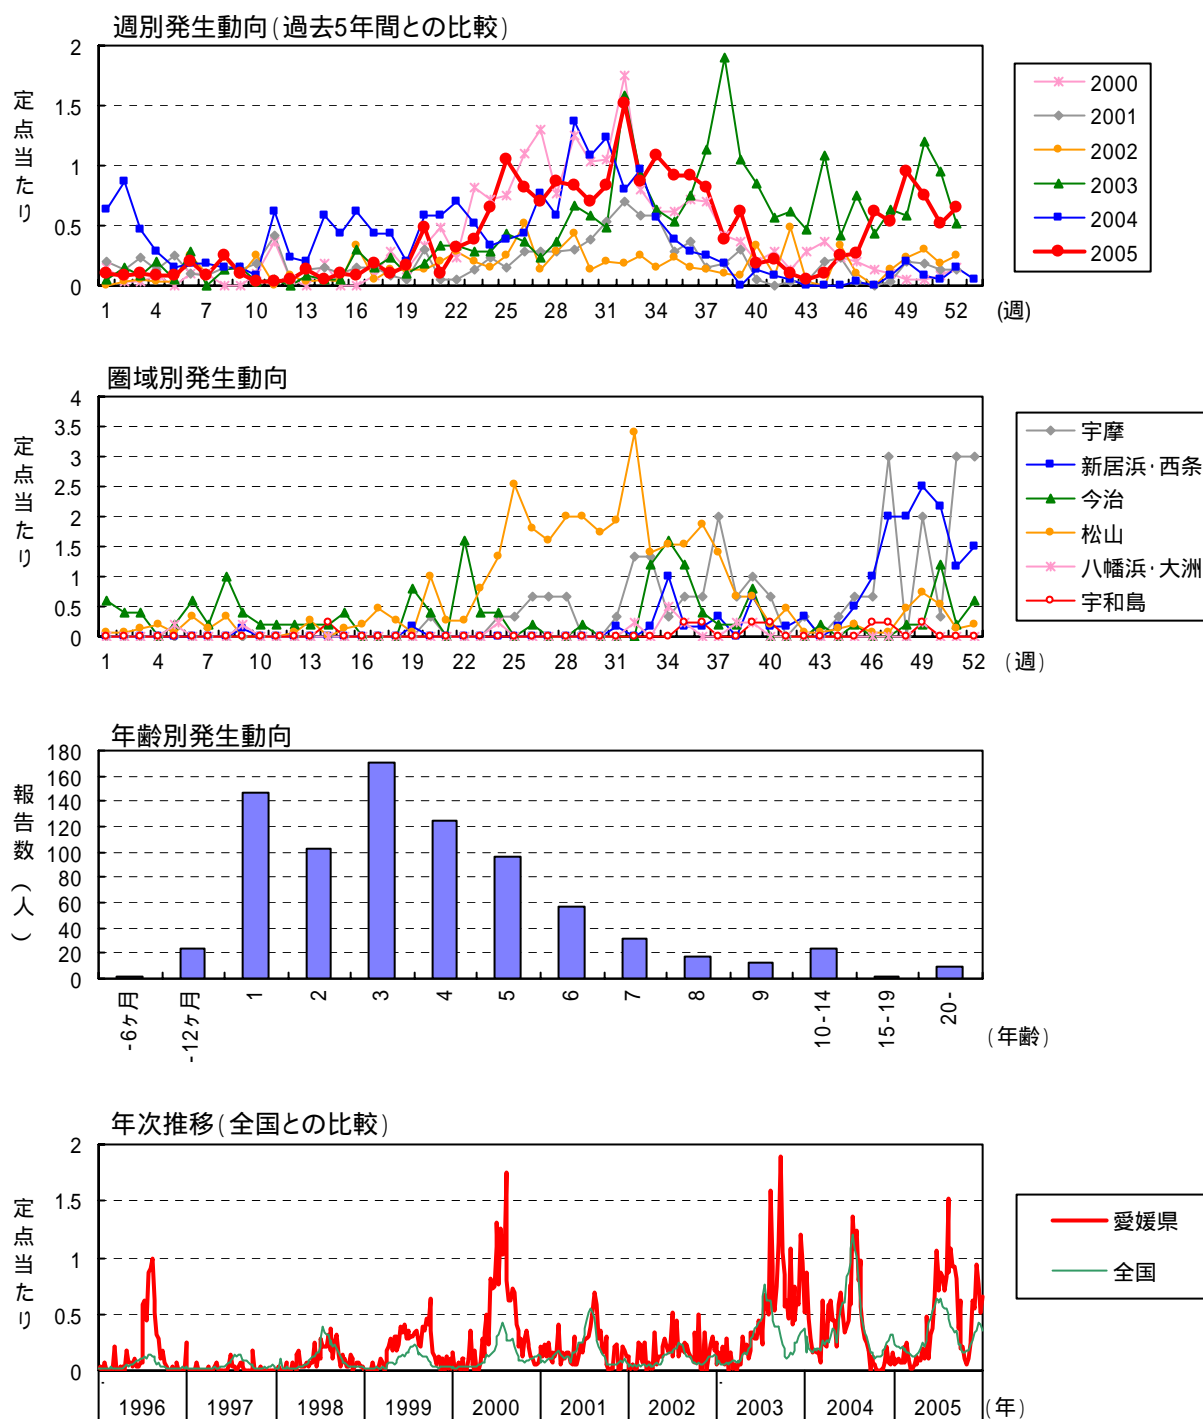 週別発生動向(過去5年間との比較)
2
1.5
1
0.5
0
定点当たり
1 4 7 10 13 16 19 22 25 28 31 34 37 40 43 46 49 52 (週)
2000
2001
2002
2003
2004
2005
圏域別発生動向
4
3.5
3
2.5
2
1.5
1
0.5
0
定点当たり
1 4 7 10 13 16 19 22 25 28 31 34 37 40 43 46 49 52 (週)
宇摩
新居浜・西条
今治
松山
八幡浜・大洲
宇和島
年齢別発生動向
180
160
140
120
100
80
60
40
20
0
報告数(人)
-6ヶ月 -12ヶ月 1 2 3 4 5 6 7 8 9 10-14 15-19 20- (年齢)
年次推移(全国との比較)
2
1.5
1
0.5
0
定点当たり
1996 1997 1998 1999 2000 2001 2002 2003 2004 2005 (年)
愛媛県
全国